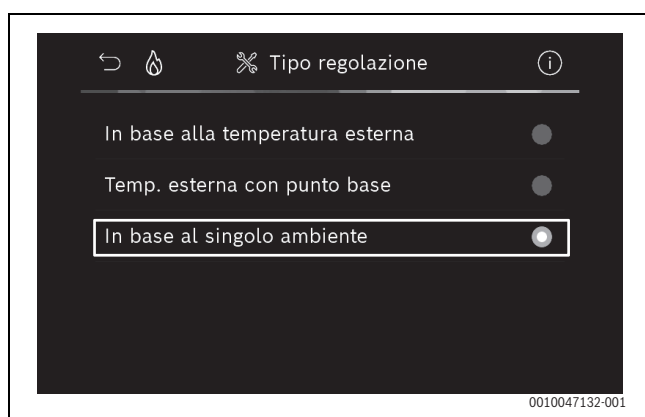 Tipo regolazione
In base alla temperatura esterna
Temp. esterna con punto base
In base al singolo ambiente
0010047132-001